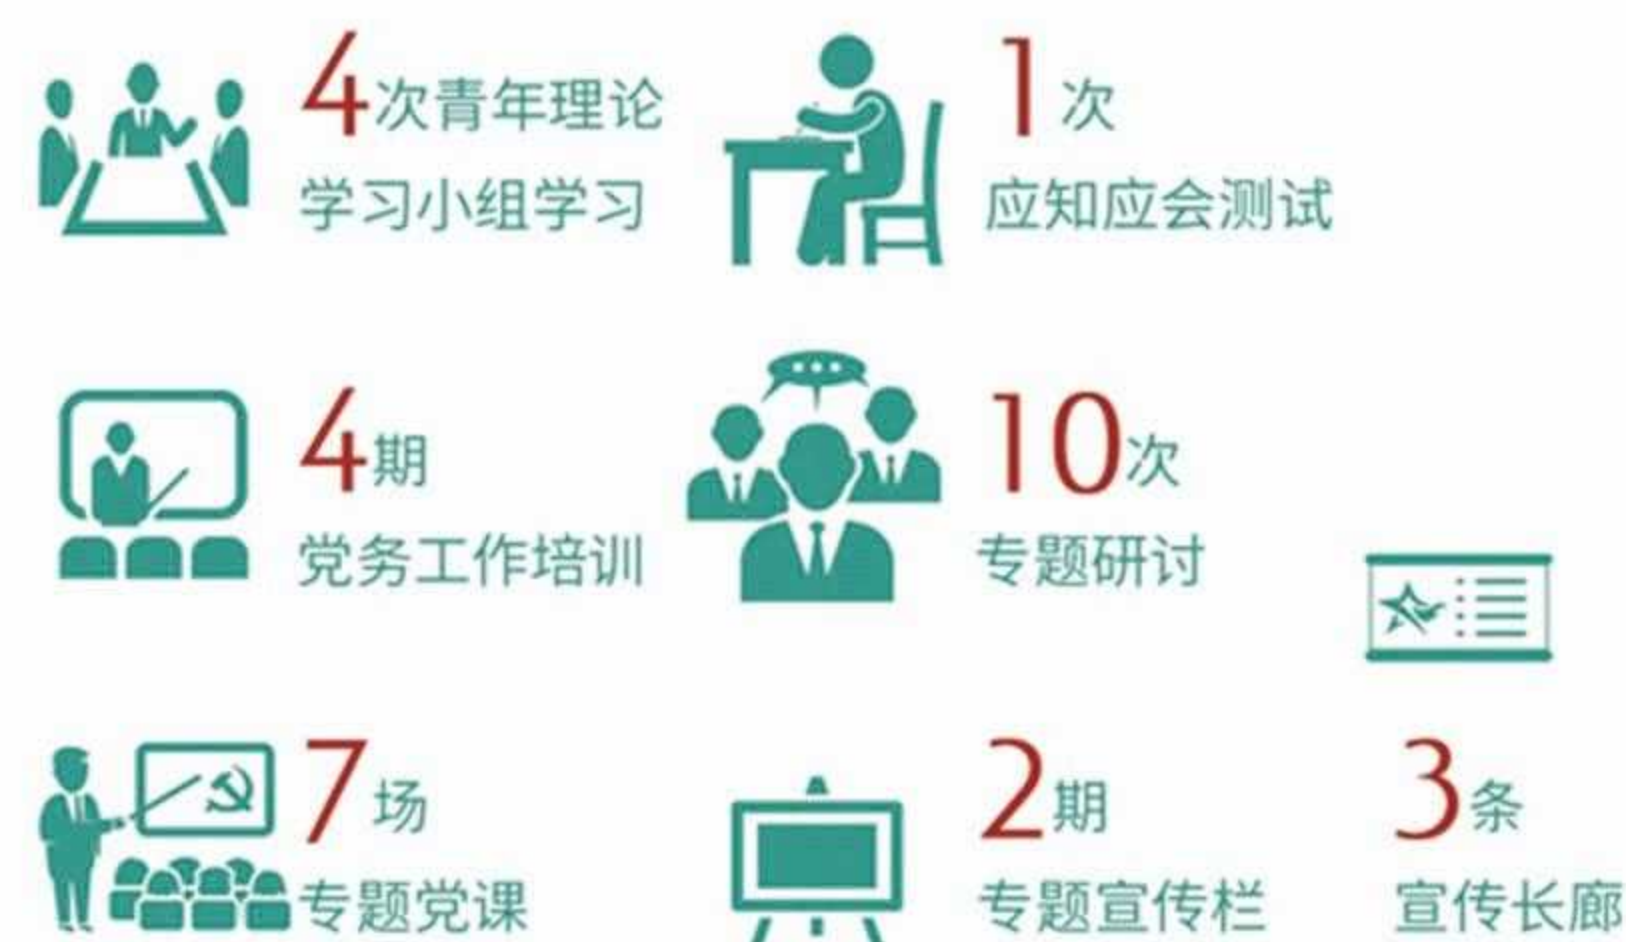 4次青年理论
学习小组学习
1次
应知应会测试
4期
党务工作培训
10次
专题研讨
7场
专题党课
2期
专题宣传栏
3条
宣传长廊